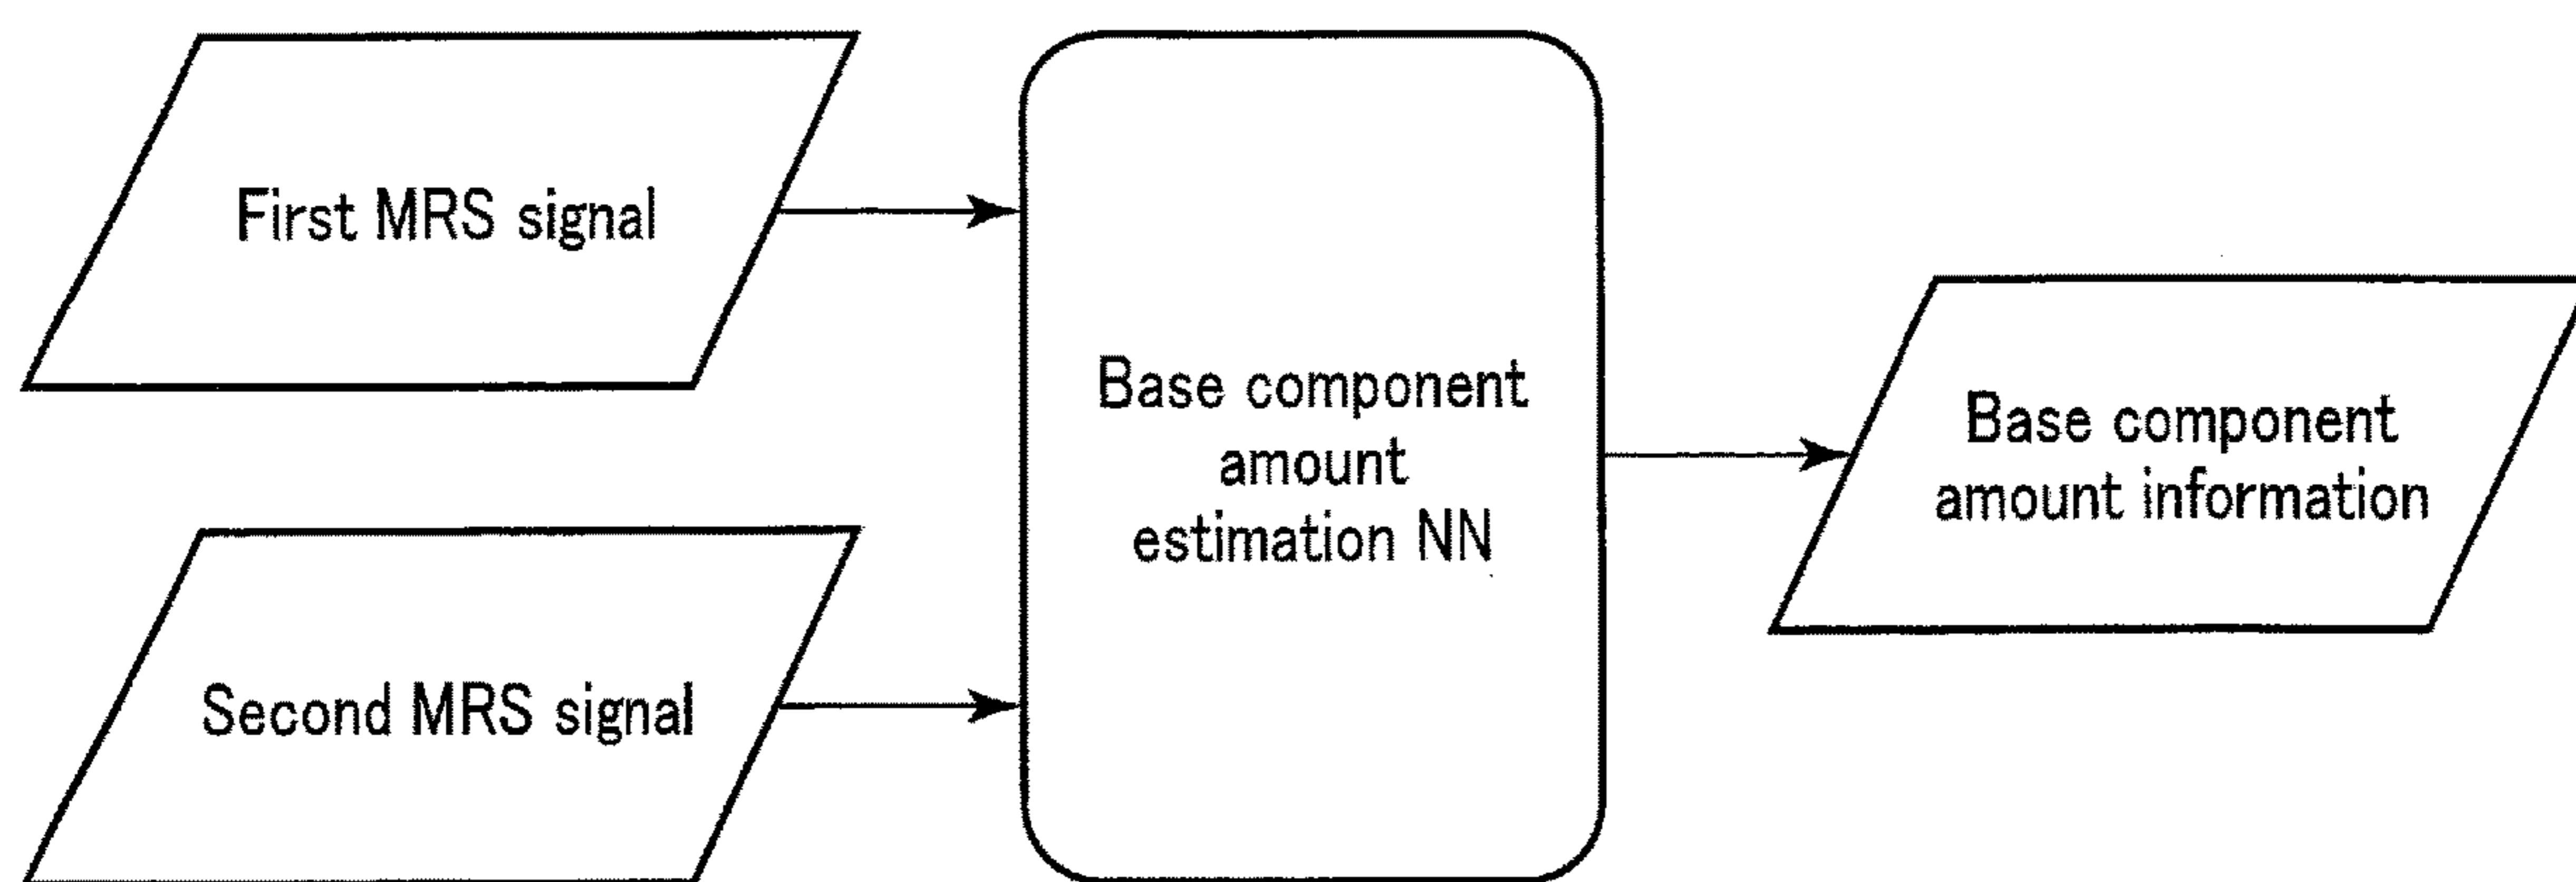 First MRS signal
Second MRS signal
Base component
amount
estimation NN
Base component
amount information